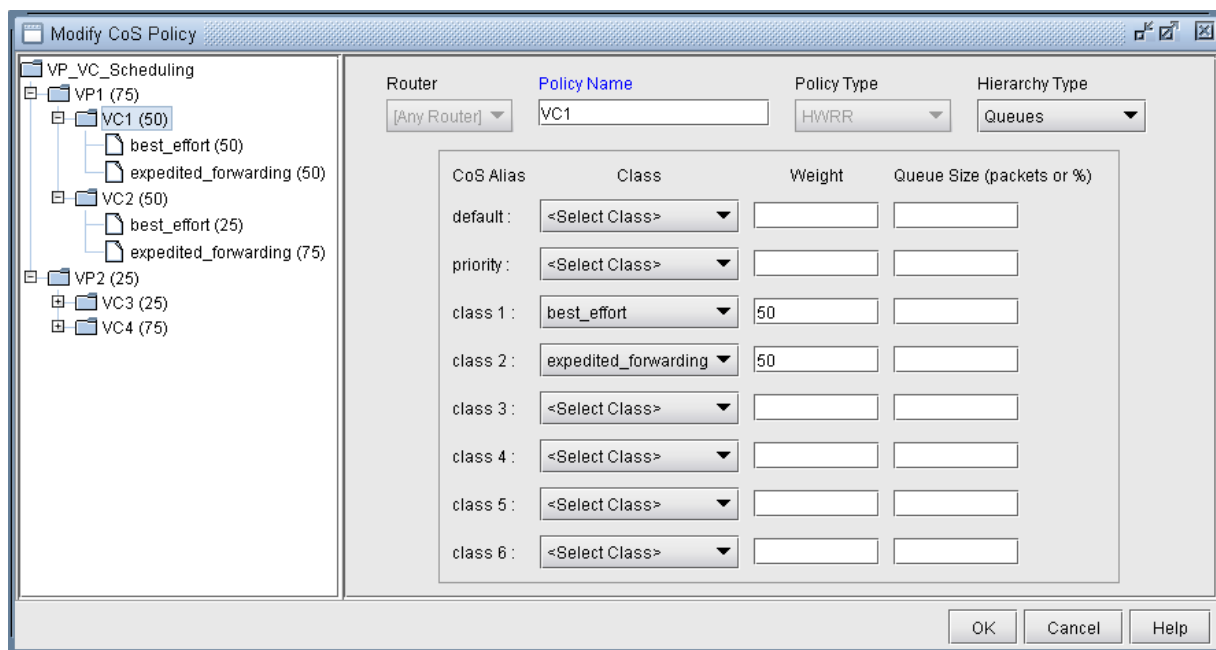 Modify CoS Policy
VP_VC_Scheduling
VP1 (75)
VC1 (50)
best_effort (50)
expedited_forwarding (50)
VC2 (50)
best_effort (25)
expedited_forwarding (75)
VP2 (25)
VC3 (25)
VC4 (75)
Router Policy Name Policy Type Hierarchy Type
[Any Router] VC1 HWRR Queues
CoS Alias Class Weight Queue Size (packets or %)
default : <Select Class>
priority : <Select Class>
class 1 : best_effort 50
class 2 : expedited_forwarding 50
class 3 : <Select Class>
class 4 : <Select Class>
class 5 : <Select Class>
class 6 : <Select Class>
OK Cancel Help